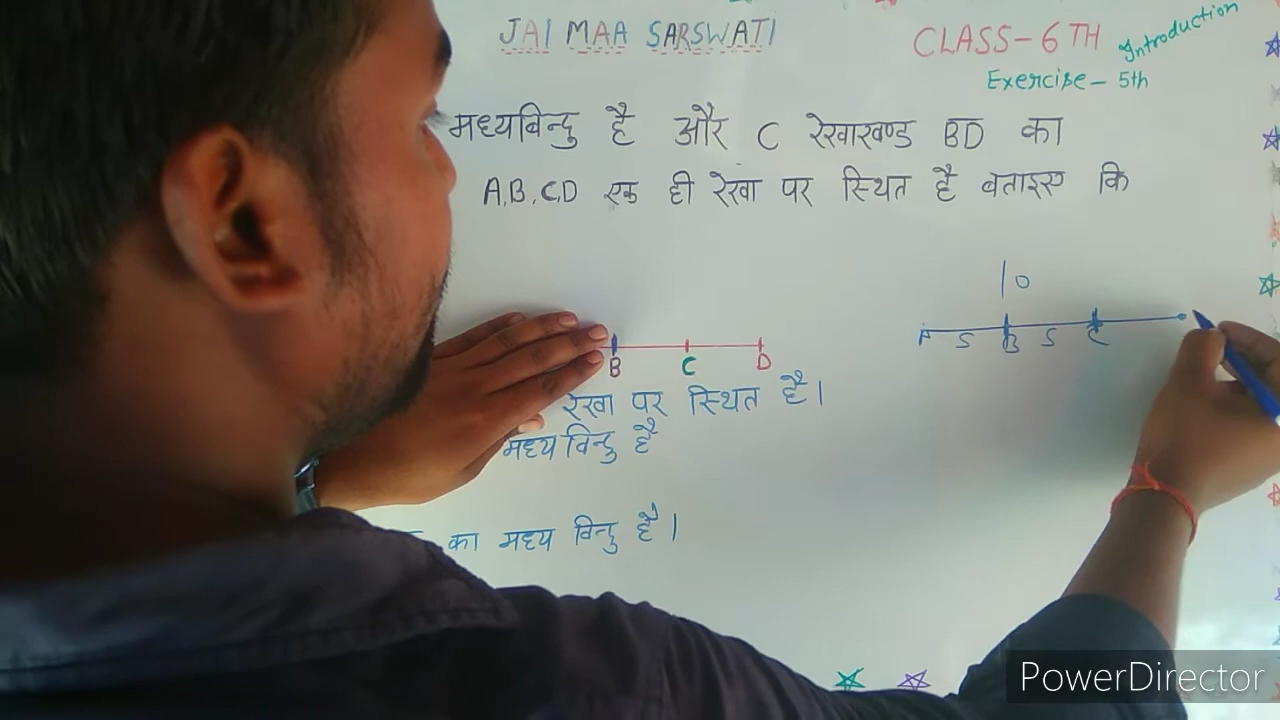 JAI MAA SARSWATI
CLASS-6TH Introduction
Exercise - 5th
मध्यबिन्दु है और C रेखाखण्ड BD का
A,B,C,D एक ही रेखा पर स्थित है बताइए कि
10
A 5 B 5 C
B C D
रेखा पर स्थित है।
मध्य बिन्दु है
का मध्य बिन्दु है।
PowerDirector